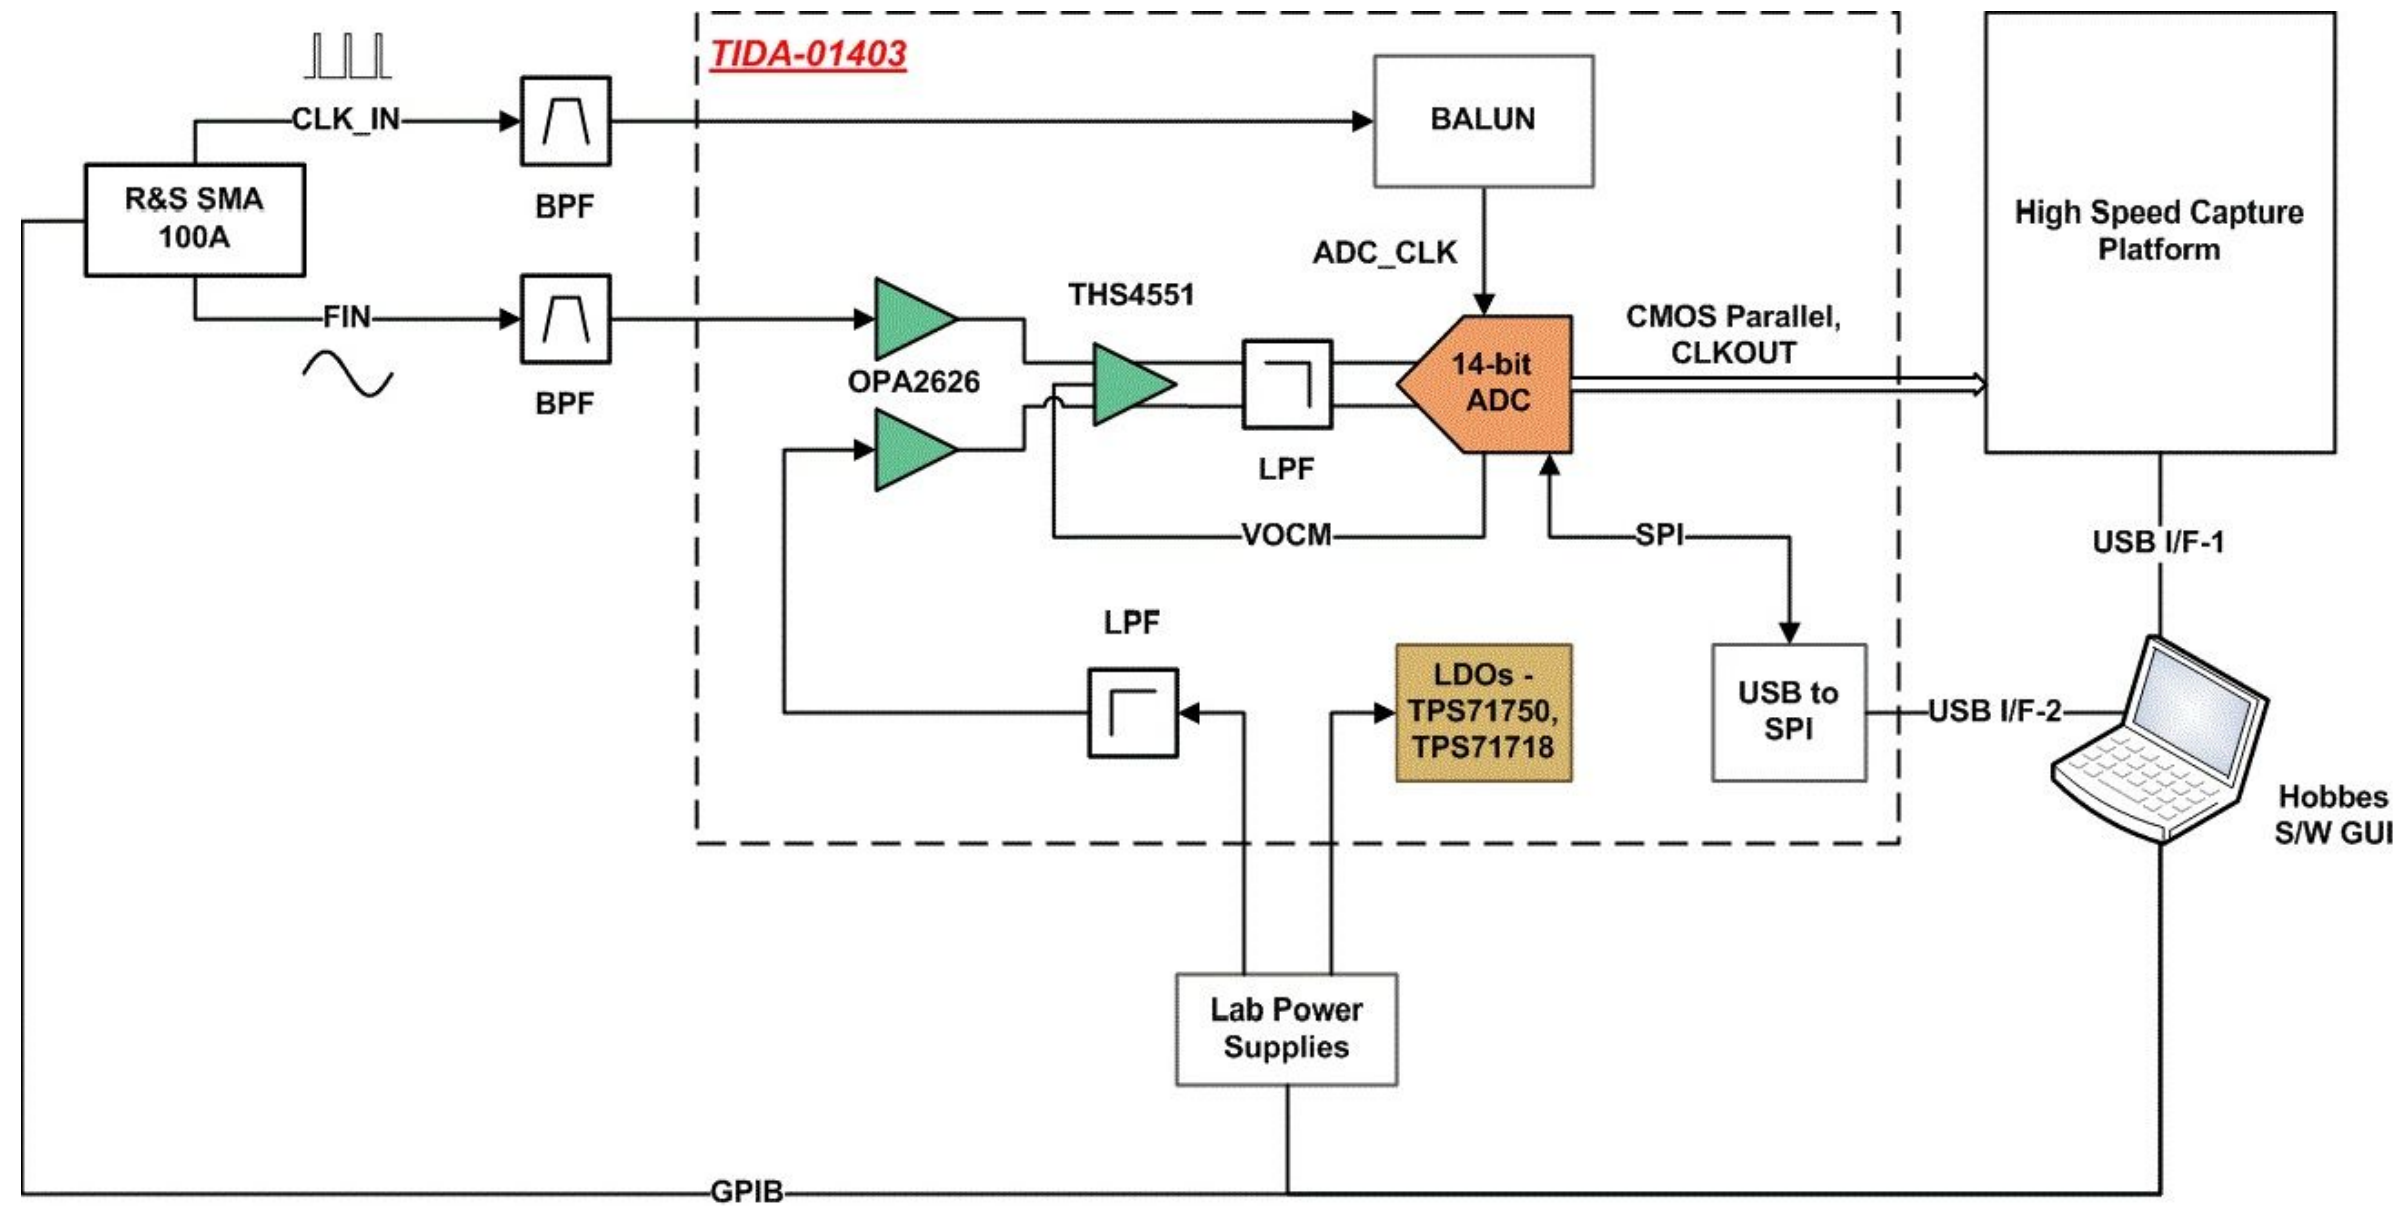 TIDA-01403
CLK_IN
BALUN
R&S SMA
100A
BPF
High Speed Capture
Platform
ADC_CLK
THS4551
FIN
CMOS Parallel,
CLKOUT
14-bit
ADC
OPA2626
BPF
LPF
VOCM
SPI
USB I/F-1
LPF
LDOs -
TPS71750,
TPS71718
USB to
SPI
USB I/F-2
Hobbes
S/W GUI
Lab Power
Supplies
GPIB